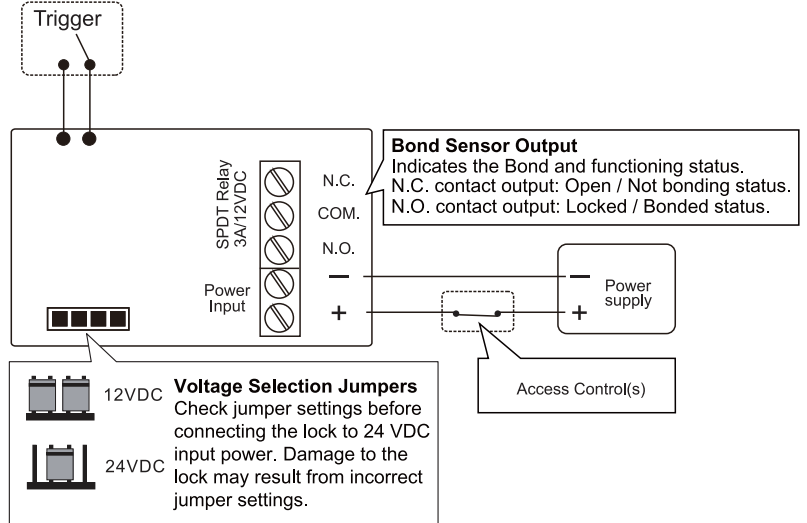 Trigger
SPDT Relay
3A/12VDC
N.C.
COM.
N.O.
Power
Input
−
+
Bond Sensor Output
Indicates the Bond and functioning status.
N.C. contact output: Open / Not bonding status.
N.O. contact output: Locked / Bonded status.
−
+
Power
supply
Access Control(s)
12VDC
24VDC
Voltage Selection Jumpers
Check jumper settings before
connecting the lock to 24 VDC
input power. Damage to the
lock may result from incorrect
jumper settings.